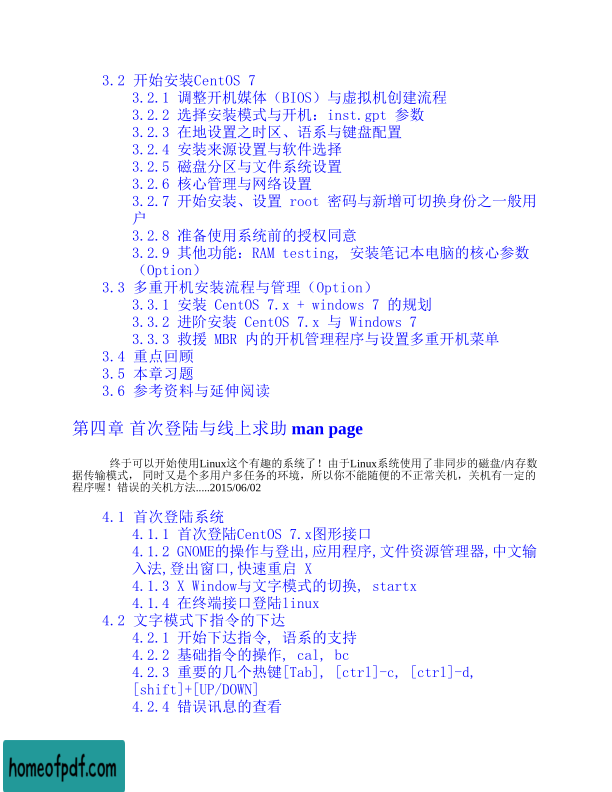 3.2 开始安装CentOS 7
3.2.1 调整开机媒体（BIOS）与虚拟机创建流程
3.2.2 选择安装模式与开机：inst.gpt 参数
3.2.3 在地设置之时区、语系与键盘配置
3.2.4 安装来源设置与软件选择
3.2.5 磁盘分区与文件系统设置
3.2.6 核心管理与网络设置
3.2.7 开始安装、设置 root 密码与新增可切换身份之一般用
户
3.2.8 准备使用系统前的授权同意
3.2.9 其他功能：RAM testing, 安装笔记本电脑的核心参数
（Option）
3.3 多重开机安装流程与管理（Option）
3.3.1 安装 CentOS 7.x + windows 7 的规划
3.3.2 进阶安装 CentOS 7.x 与 Windows 7
3.3.3 救援 MBR 内的开机管理程序与设置多重开机菜单
3.4 重点回顾
3.5 本章习题
3.6 参考资料与延伸阅读
第四章 首次登陆与线上求助 man page
终于可以开始使用Linux这个有趣的系统了！由于Linux系统使用了非同步的磁盘/内存数
据传输模式， 同时又是个多用户多任务的环境，所以你不能随便的不正常关机，关机有一定的
程序喔！错误的关机方法.....2015/06/02
4.1 首次登陆系统
4.1.1 首次登陆CentOS 7.x图形接口
4.1.2 GNOME的操作与登出,应用程序,文件资源管理器,中文输
入法,登出窗口,快速重启 X
4.1.3 X Window与文字模式的切换, startx
4.1.4 在终端接口登陆linux
4.2 文字模式下指令的下达
4.2.1 开始下达指令, 语系的支持
4.2.2 基础指令的操作, cal, bc
4.2.3 重要的几个热键[Tab], [ctrl]-c, [ctrl]-d,
[shift]+[UP/DOWN]
4.2.4 错误讯息的查看
homeofpdf.com